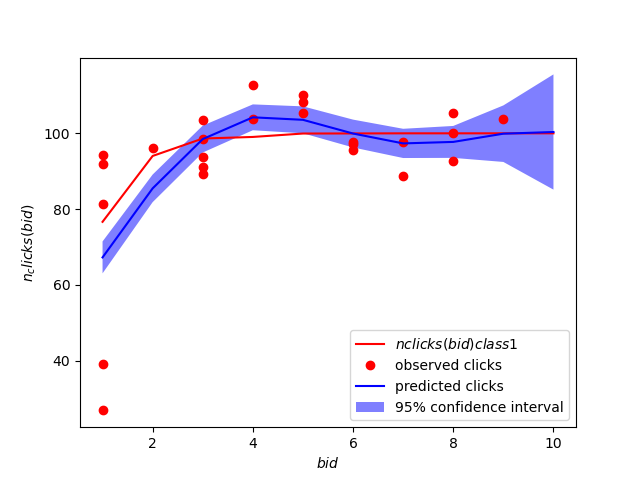 100
80
60
40
n_clicks(bid)
nclicks(bid)class1
observed clicks
predicted clicks
95% confidence interval
2 4 6 8 10
bid